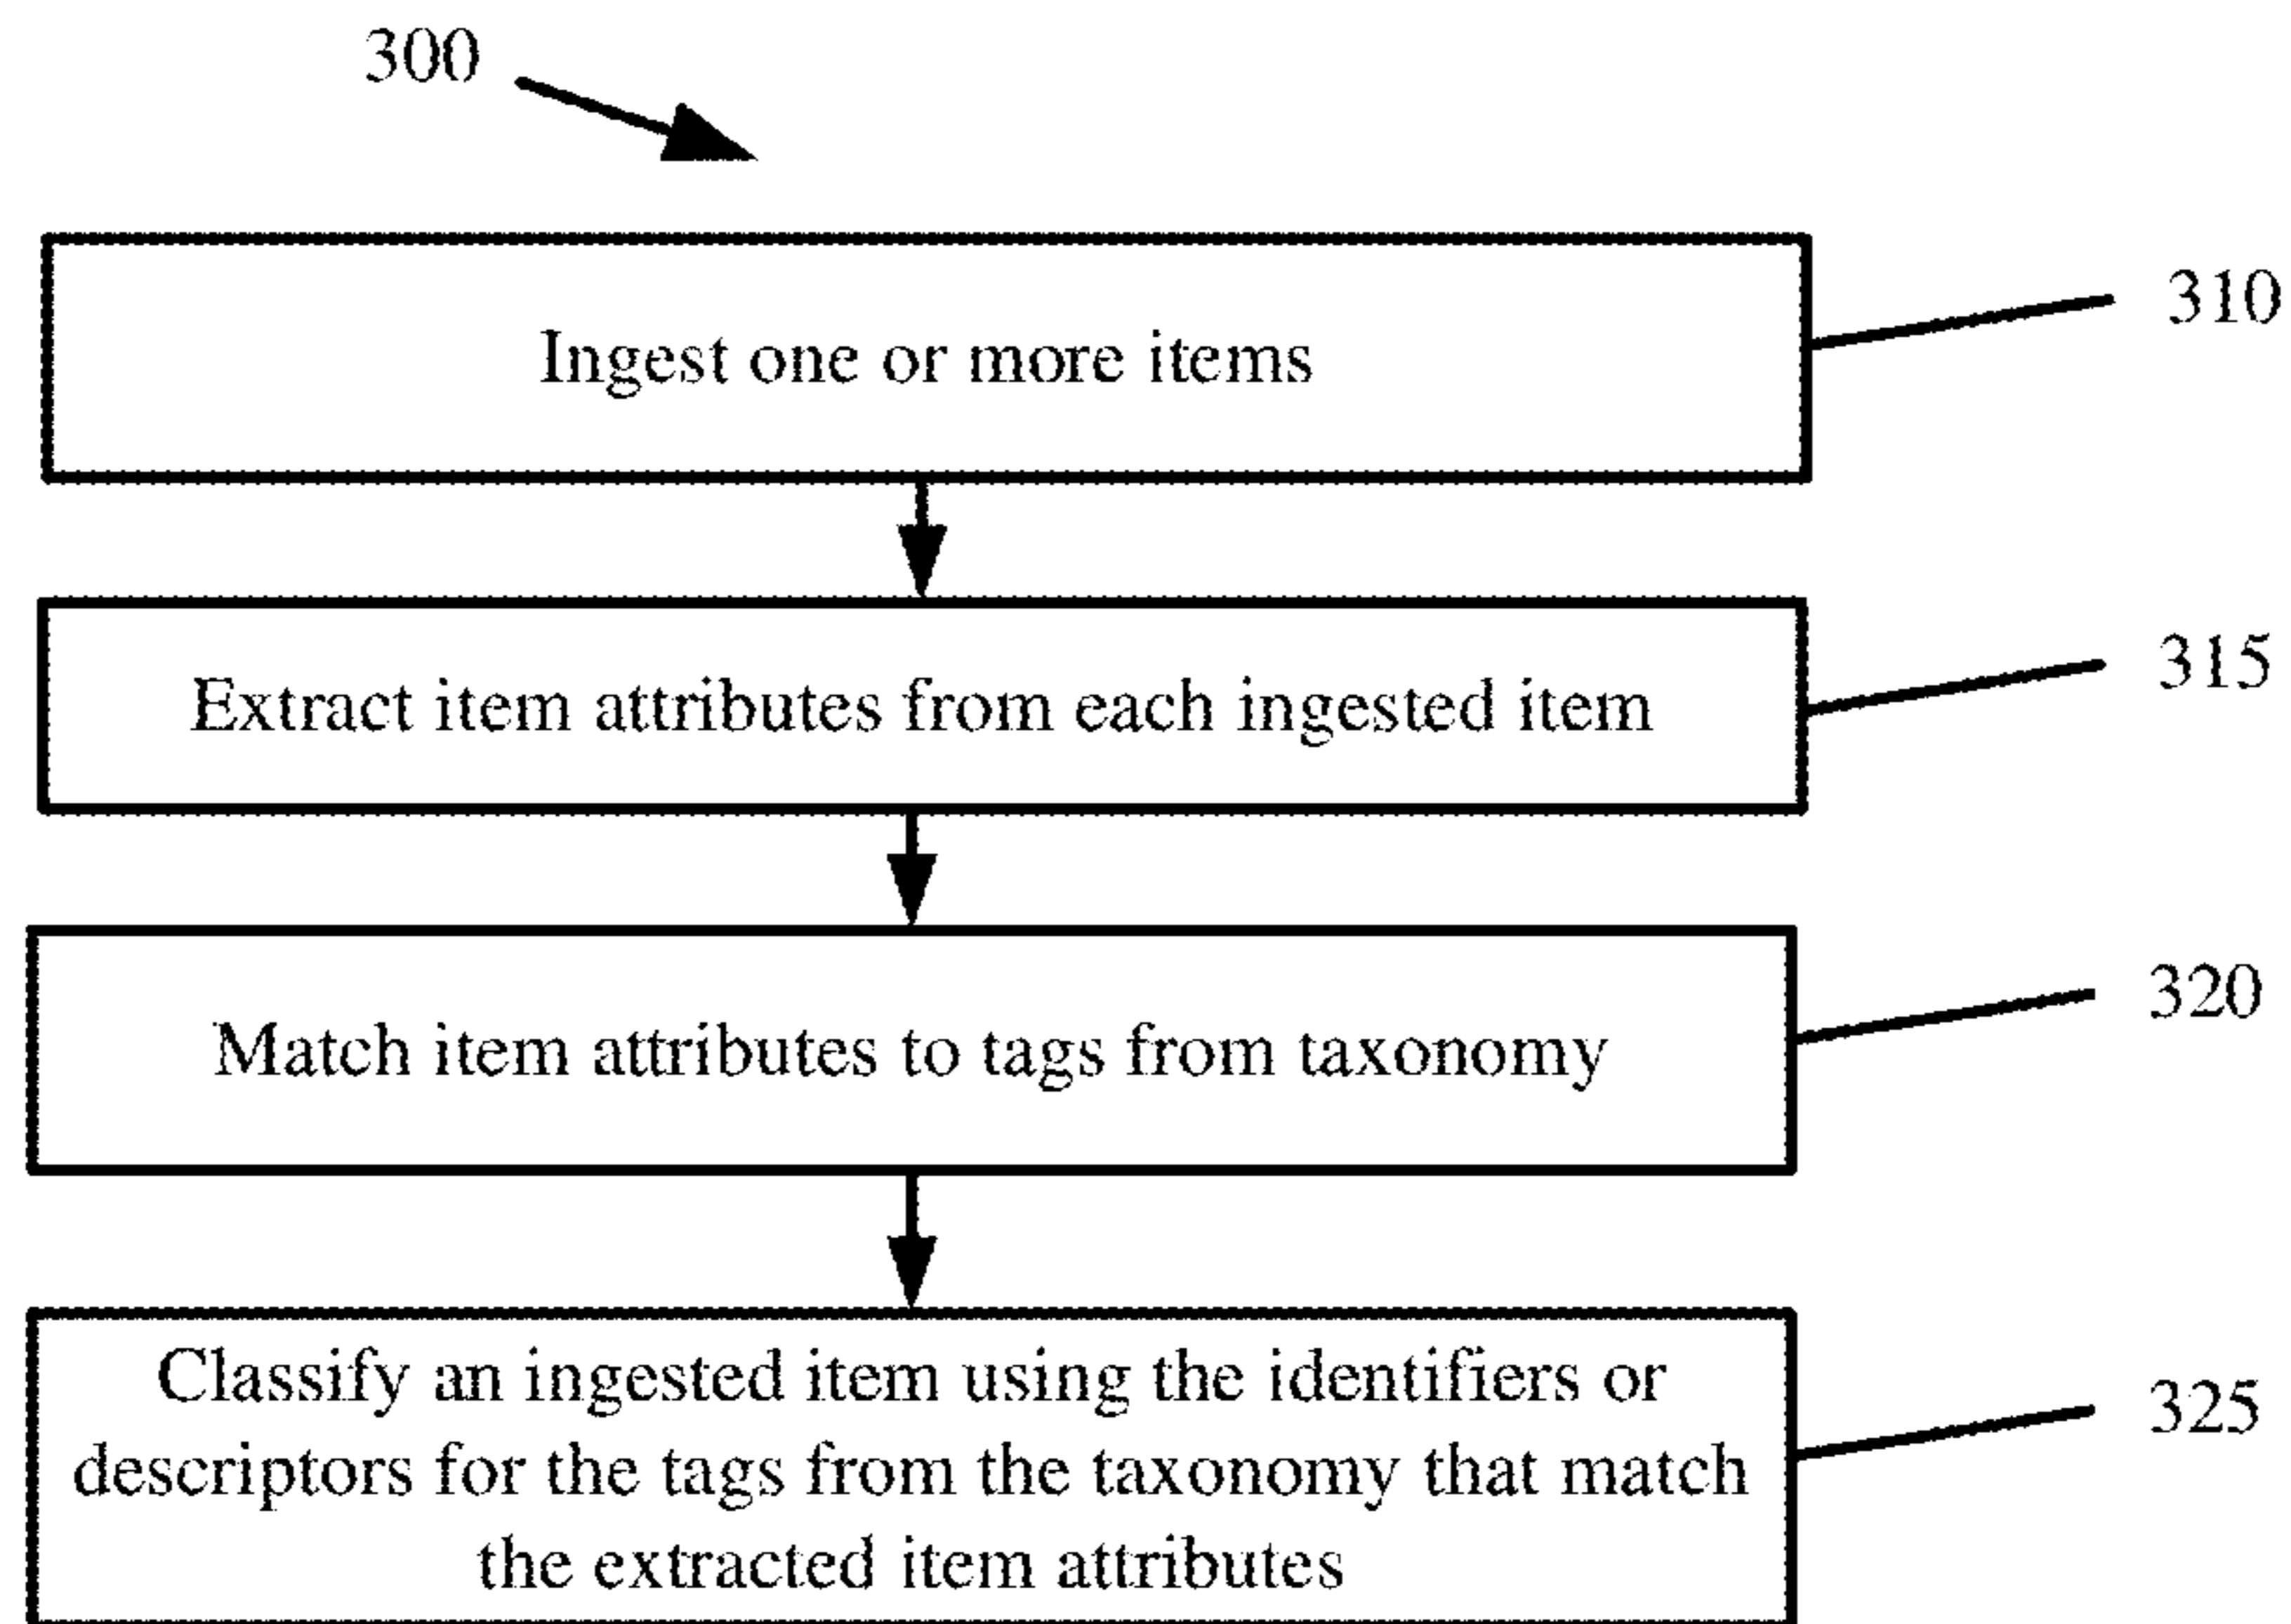 300
Ingest one or more items
310
Extract item attributes from each ingested item
315
Match item attributes to tags from taxonomy
320
Classify an ingested item using the identifiers or
descriptors for the tags from the taxonomy that match
the extracted item attributes
325